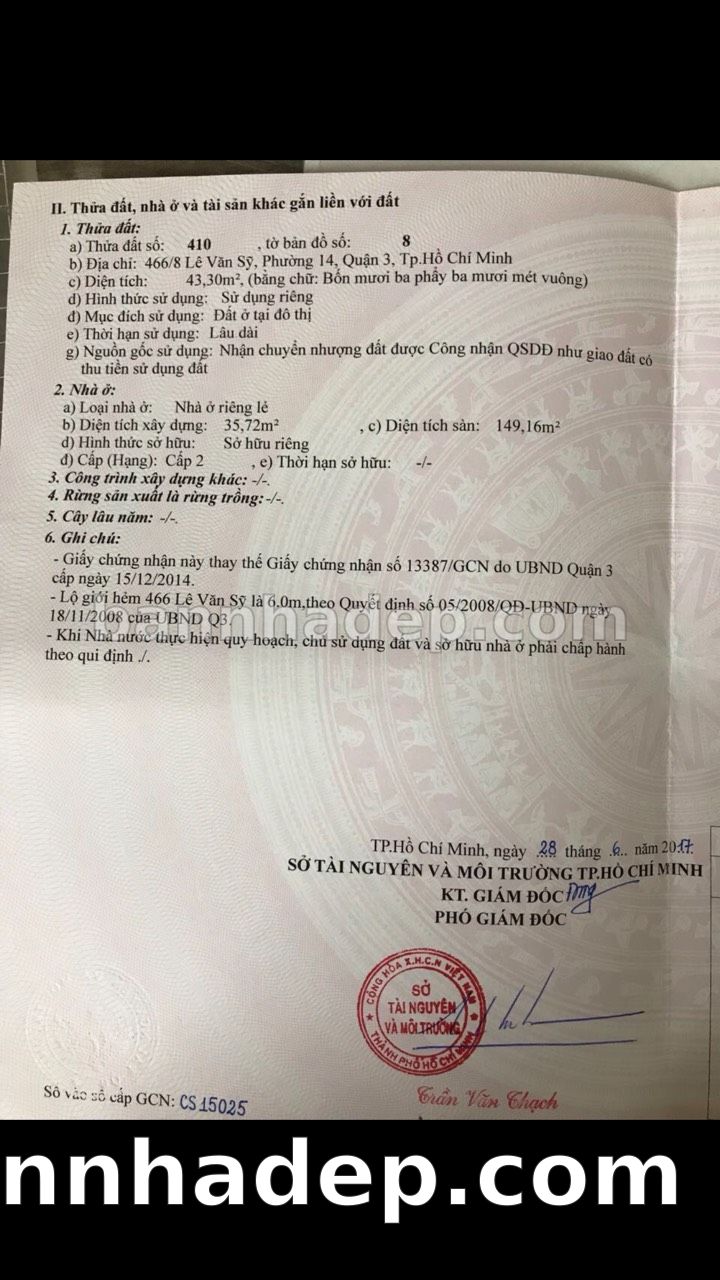 II. Thửa đất, nhà ở và tài sản khác gắn liền với đất
1. Thửa đất:
a) Thửa đất số: 410 , tờ bản đồ số: 8
b) Địa chỉ: 466/8 Lê Văn Sỹ, Phường 14, Quận 3, Tp.Hồ Chí Minh
c) Diện tích: 43,30m², (bằng chữ: Bốn mươi ba phẩy ba mươi mét vuông)
d) Hình thức sử dụng: Sử dụng riêng
đ) Mục đích sử dụng: Đất ở tại đô thị
e) Thời hạn sử dụng: Lâu dài
g) Nguồn gốc sử dụng: Nhận chuyển nhượng đất được Công nhận QSDĐ như giao đất có
thu tiền sử dụng đất
2. Nhà ở:
a) Loại nhà ở: Nhà ở riêng lẻ
b) Diện tích xây dựng: 35,72m² , c) Diện tích sàn: 149,16m²
d) Hình thức sở hữu: Sở hữu riêng
đ) Cấp (Hạng): Cấp 2 , e) Thời hạn sở hữu: -/-
3. Công trình xây dựng khác: -/-.
4. Rừng sản xuất là rừng trồng: -/-.
5. Cây lâu năm: -/-.
6. Ghi chú:
- Giấy chứng nhận này thay thế Giấy chứng nhận số 13387/GCN do UBND Quận 3
cấp ngày 15/12/2014.
- Lộ giới hẻm 466 Lê Văn Sỹ là 6,0m,theo Quyết định số 05/2008/QĐ-UBND ngày
18/11/2008 của UBND Q3.
- Khi Nhà nước thực hiện quy hoạch, chủ sử dụng đất và sở hữu nhà ở phải chấp hành
theo qui định ./.
bannhadep.com
TP.Hồ Chí Minh, ngày 28 tháng 6 năm 2017
SỞ TÀI NGUYÊN VÀ MÔI TRƯỜNG TP.HỒ CHÍ MINH
KT. GIÁM ĐỐC
PHÓ GIÁM ĐỐC
CỘNG HÒA X.H.C.N VIỆT NAM
SỞ
TÀI NGUYÊN
VÀ MÔI TRƯỜNG
THÀNH PHỐ HỒ CHÍ MINH
Trần Văn Thạch
Số vào sổ cấp GCN: CS15025
nnhadep.com